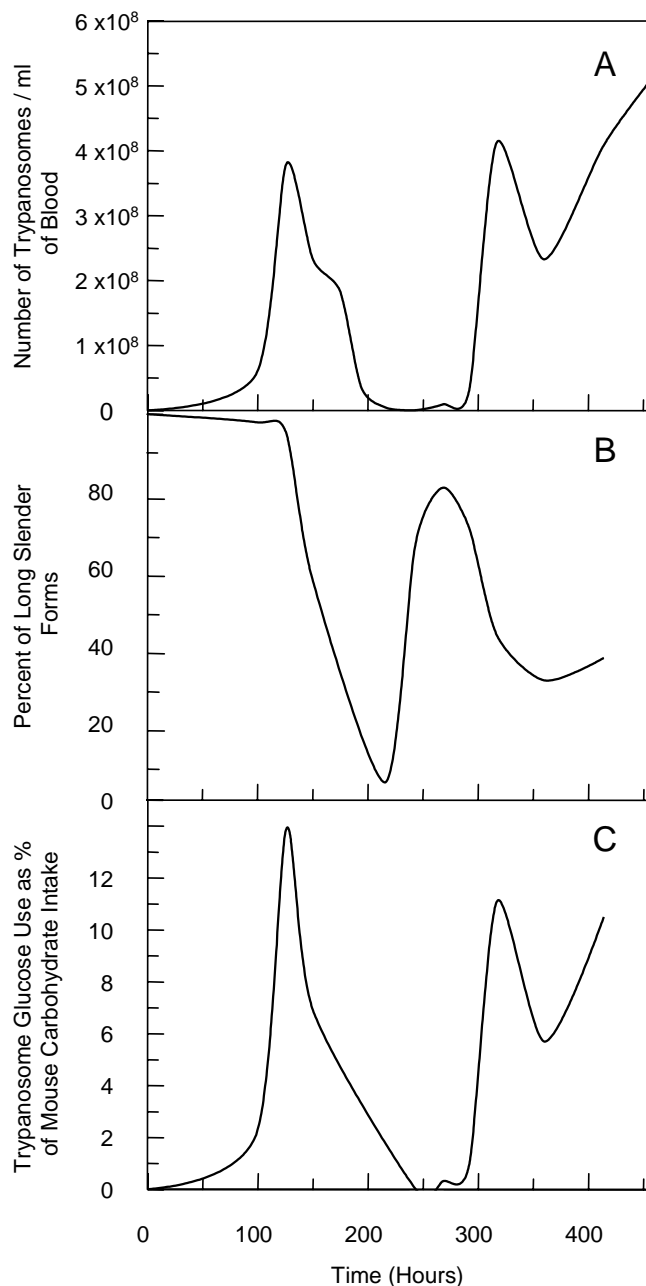 6 x10⁸
5 x10⁸
4 x10⁸
3 x10⁸
2 x10⁸
1 x10⁸
0
Number of Trypanosomes / ml
of Blood
A
80
60
40
20
0
Percent of Long Slender
Forms
B
12
10
8
6
4
2
0
Trypanosome Glucose Use as %
of Mouse Carbohydrate Intake
C
0 100 200 300 400
Time (Hours)